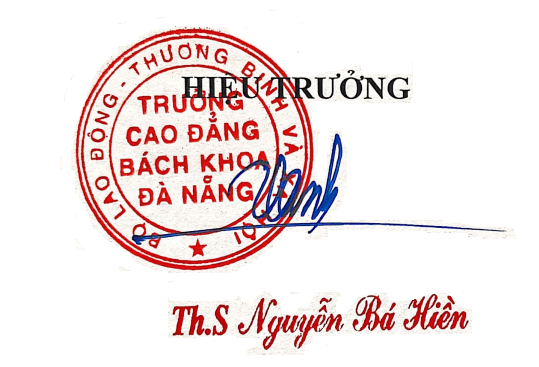 HIỆU TRƯỞNG
BỘ LAO ĐỘNG - THƯƠNG BINH VÀ XÃ HỘI
TRƯỜNG
CAO ĐẲNG
BÁCH KHOA
ĐÀ NẴNG
Th.S Nguyễn Bá Hiền